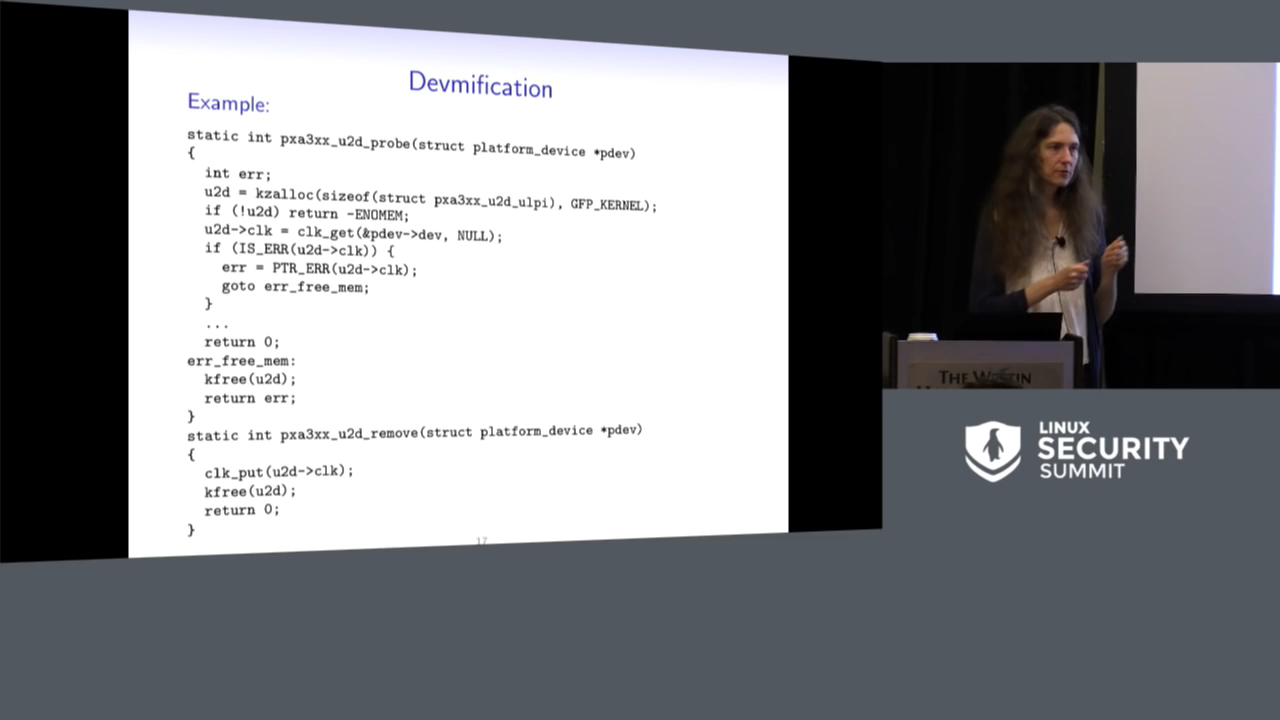 Devmification
Example:
static int pxa3xx_u2d_probe(struct platform_device *pdev)
{
int err;
u2d = kzalloc(sizeof(struct pxa3xx_u2d_ulpi), GFP_KERNEL);
if (!u2d) return -ENOMEM;
u2d->clk = clk_get(&pdev->dev, NULL);
if (IS_ERR(u2d->clk)) {
err = PTR_ERR(u2d->clk);
goto err_free_mem;
}
...
return 0;
err_free_mem:
kfree(u2d);
return err;
}
static int pxa3xx_u2d_remove(struct platform_device *pdev)
{
clk_put(u2d->clk);
kfree(u2d);
return 0;
}
17
THE WESTIN
LINUX
SECURITY
SUMMIT